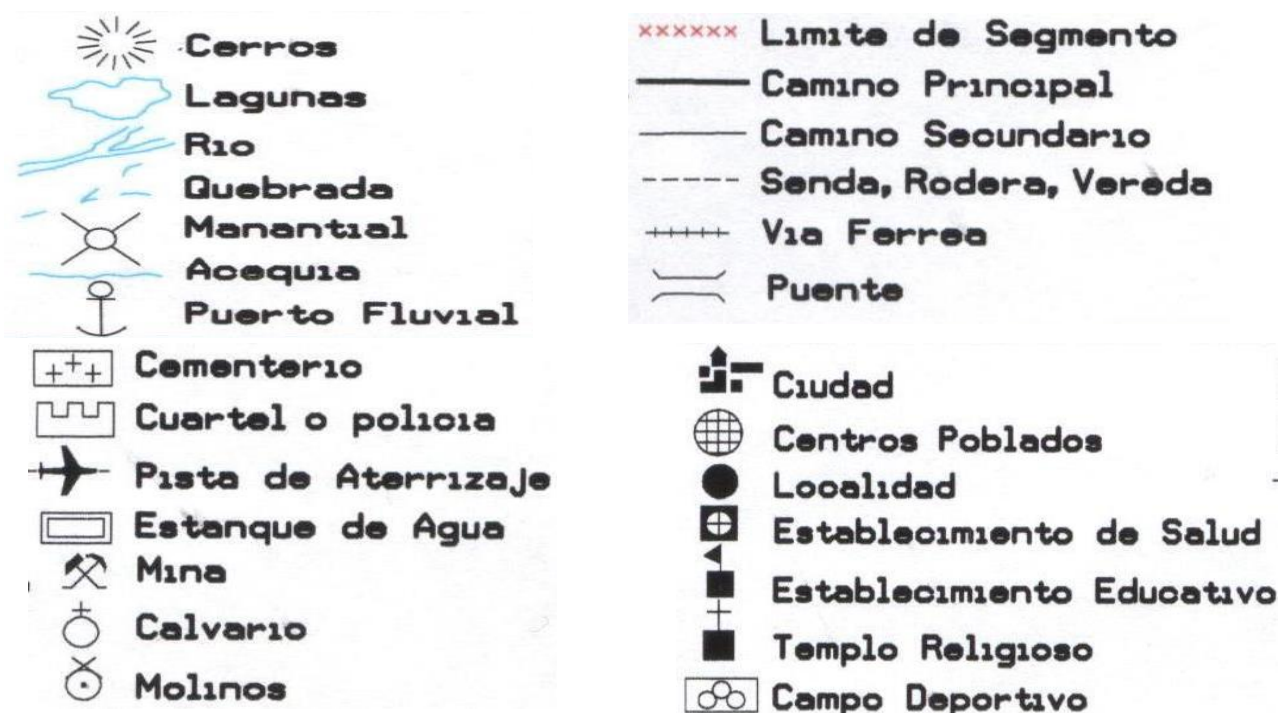 Cerros
Lagunas
Rio
Quebrada
Manantial
Acequia
Puerto Fluvial
Cementerio
Cuartel o policia
Pista de Aterrizaje
Estanque de Agua
Mina
Calvario
Molinos
Limite de Segmento
Camino Principal
Camino Secundario
Senda, Rodera, Vereda
Via Ferrea
Puente
Ciudad
Centros Poblados
Localidad
Establecimiento de Salud
Establecimiento Educativo
Templo Religioso
Campo Deportivo